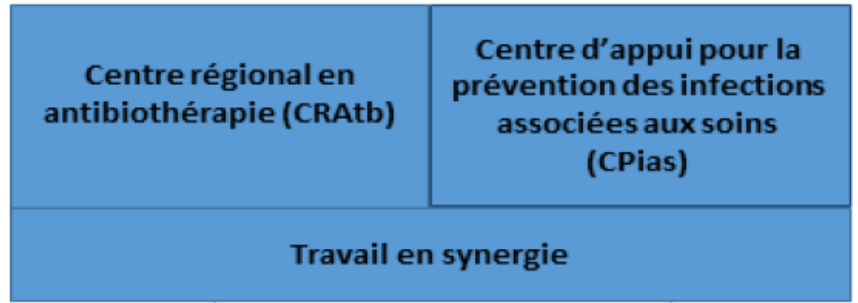 Centre régional en
antibiothérapie (CRAtb)
Centre d'appui pour la
prévention des infections
associées aux soins
(CPias)
Travail en synergie